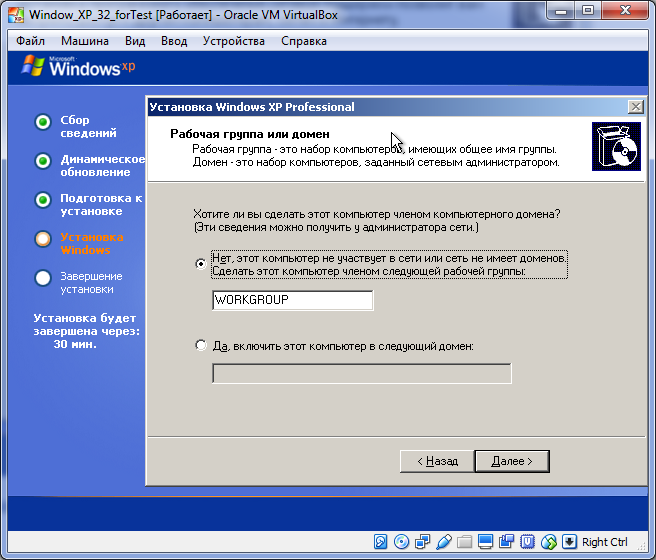 Window_XP_32_forTest [Работает] - Oracle VM VirtualBox
Файл Машина Вид Ввод Устройства Справка
Microsoft
Windows xp
Установка Windows XP Professional
Сбор
сведений
Динамическое
обновление
Подготовка к
установке
Установка
Windows
Завершение
установки
Установка будет
завершена через:
30 мин.
Рабочая группа или домен
Рабочая группа - это набор компьютеров, имеющих общее имя группы.
Домен - это набор компьютеров, заданный сетевым администратором.
Хотите ли вы сделать этот компьютер членом компьютерного домена?
(Эти сведения можно получить у администратора сети.)
Нет, этот компьютер не участвует в сети или сеть не имеет доменов.
Сделать этот компьютер членом следующей рабочей группы:
WORKGROUP
Да, включить этот компьютер в следующий домен:
< Назад Далее >
Right Ctrl